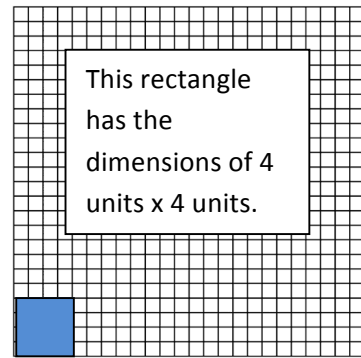 This rectangle
has the
dimensions of 4
units x 4 units.